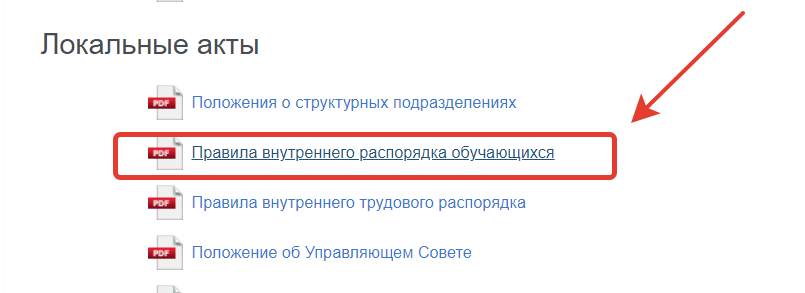 Локальные акты
PDF Положения о структурных подразделениях
PDF Правила внутреннего распорядка обучающихся
PDF Правила внутреннего трудового распорядка
PDF Положение об Управляющем Совете